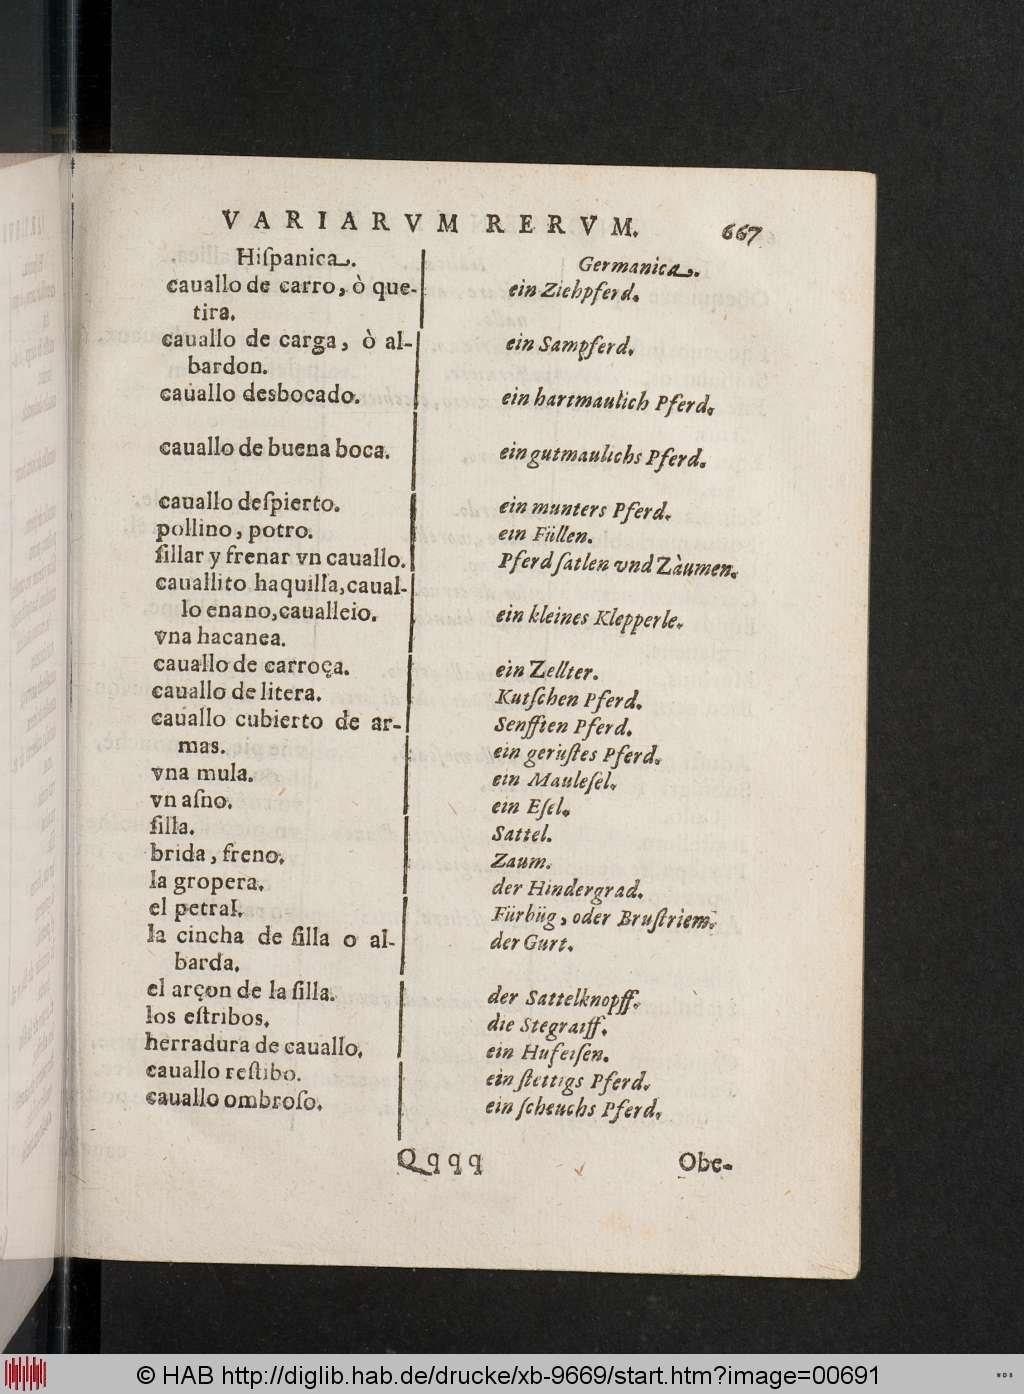 VARIARVM RERVM. 667
Hiſpanica.
cauallo de carro, ò que-
tira.
cauallo de carga, ò al-
bardon.
cauallo desbocado.
cauallo de buena boca.
cauallo deſpierto.
pollino, potro.
ſillar y frenar vn cauallo.
cauallito haquilla, caual-
lo enano, caualleio.
vna hacanea.
cauallo de carroça.
cauallo de litera.
cauallo cubierto de ar-
mas.
vna mula.
vn aſno.
ſilla.
brida, freno.
la gropera.
el petral.
la cincha de ſilla o al-
barda.
el arçon de la ſilla.
los eſtribos.
herradura de cauallo.
cauallo reſtibo.
cauallo ombroſo.
Germanica.
ein Ziehpferd.
ein Sampferd.
ein hartmaulich Pferd.
ein gutmaulichs Pferd.
ein munters Pferd.
ein Füllen.
Pferd ſatlen vnd Zàumen.
ein kleines Klepperle.
ein Zellter.
Kutſchen Pferd.
Senfften Pferd.
ein gerüſtes Pferd.
ein Mauleſel.
ein Eſel.
Sattel.
Zaum.
der Hindergrad.
Fürbüg, oder Bruſtriem.
der Gurt.
der Sattelknopff.
die Stegraiff.
ein Hufeiſen.
ein ſtettigs Pferd.
ein ſcheuchs Pferd.
Qqqq Obe-
© HAB http://diglib.hab.de/drucke/xb-9669/start.htm?image=00691